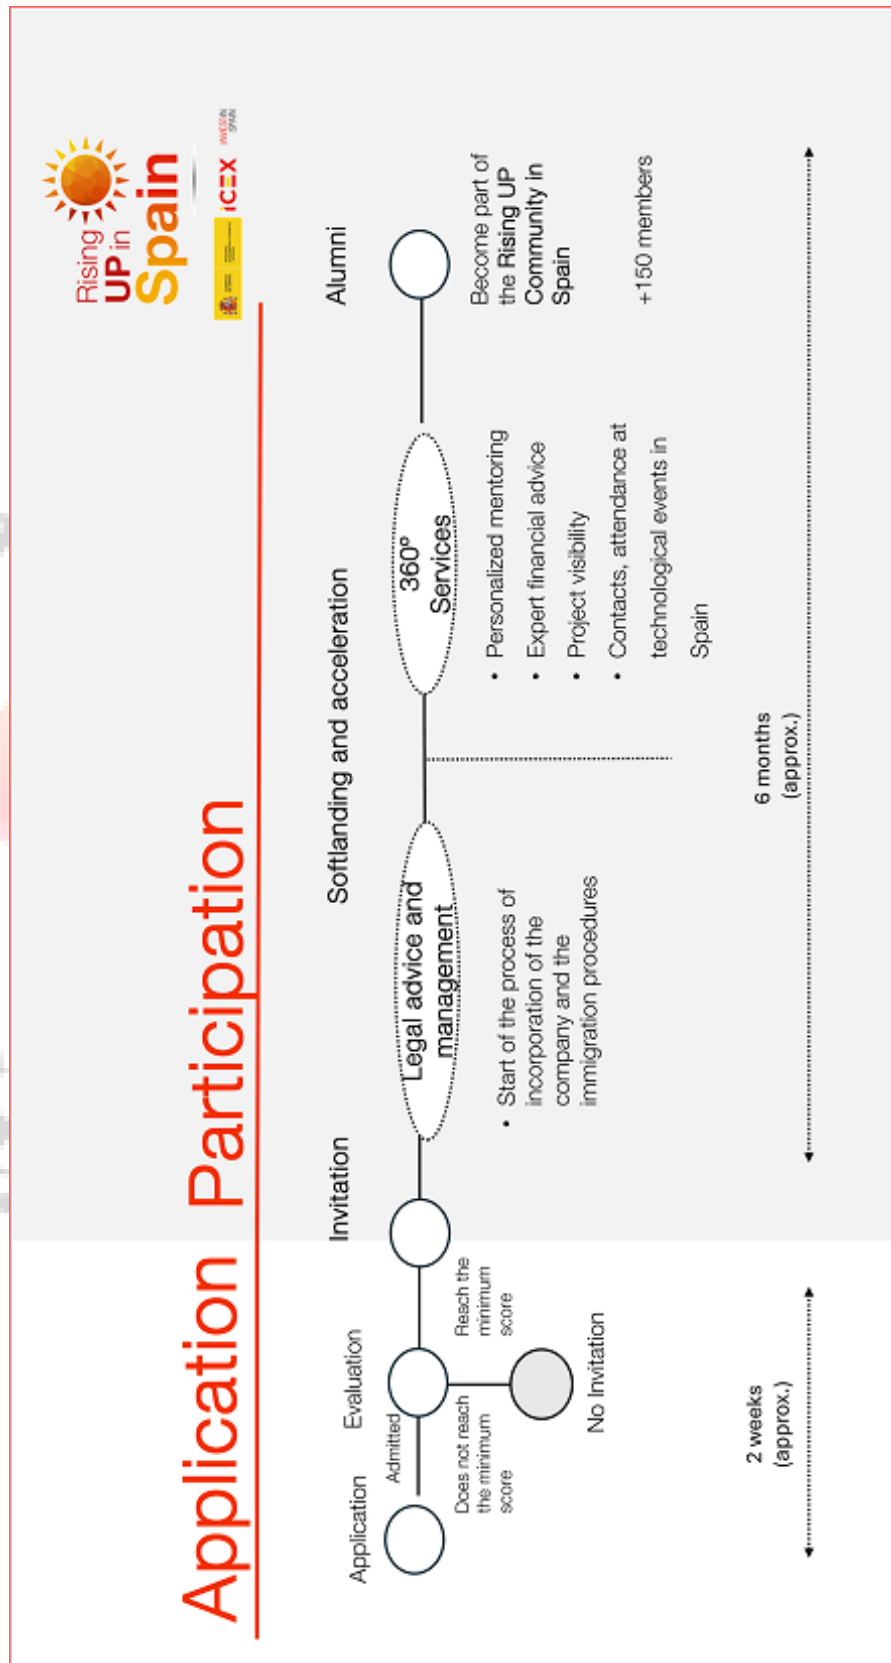 Application Participation
Rising
UP in
Spain
ICEX
INVEST IN
SPAIN
Application
Admitted
Evaluation
Does not reach
the minimum
score
Reach the
minimum
score
No Invitation
Invitation
Softlanding and acceleration
Legal advice and
management
• Start of the process of
incorporation of the
company and the
immigration procedures
360º
Services
• Personalized mentoring
• Expert financial advice
• Project visibility
• Contacts, attendance at
technological events in
Spain
Alumni
Become part of
the Rising UP
Community in
Spain
+150 members
2 weeks
(approx.)
6 months
(approx.)